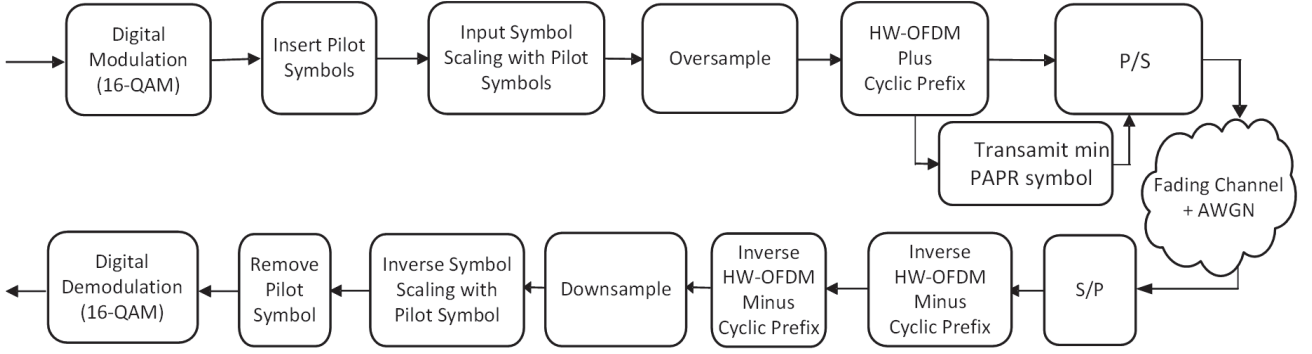 Digital
Modulation
(16-QAM)
Insert Pilot
Symbols
Input Symbol
Scaling with Pilot
Symbols
Oversample
HW-OFDM
Plus
Cyclic Prefix
P/S
Transamit min
PAPR symbol
Fading Channel
+ AWGN
Digital
Demodulation
(16-QAM)
Remove
Pilot
Symbol
Inverse Symbol
Scaling with
Pilot Symbol
Downsample
Inverse
HW-OFDM
Minus
Cyclic Prefix
Inverse
HW-OFDM
Minus
Cyclic Prefix
S/P